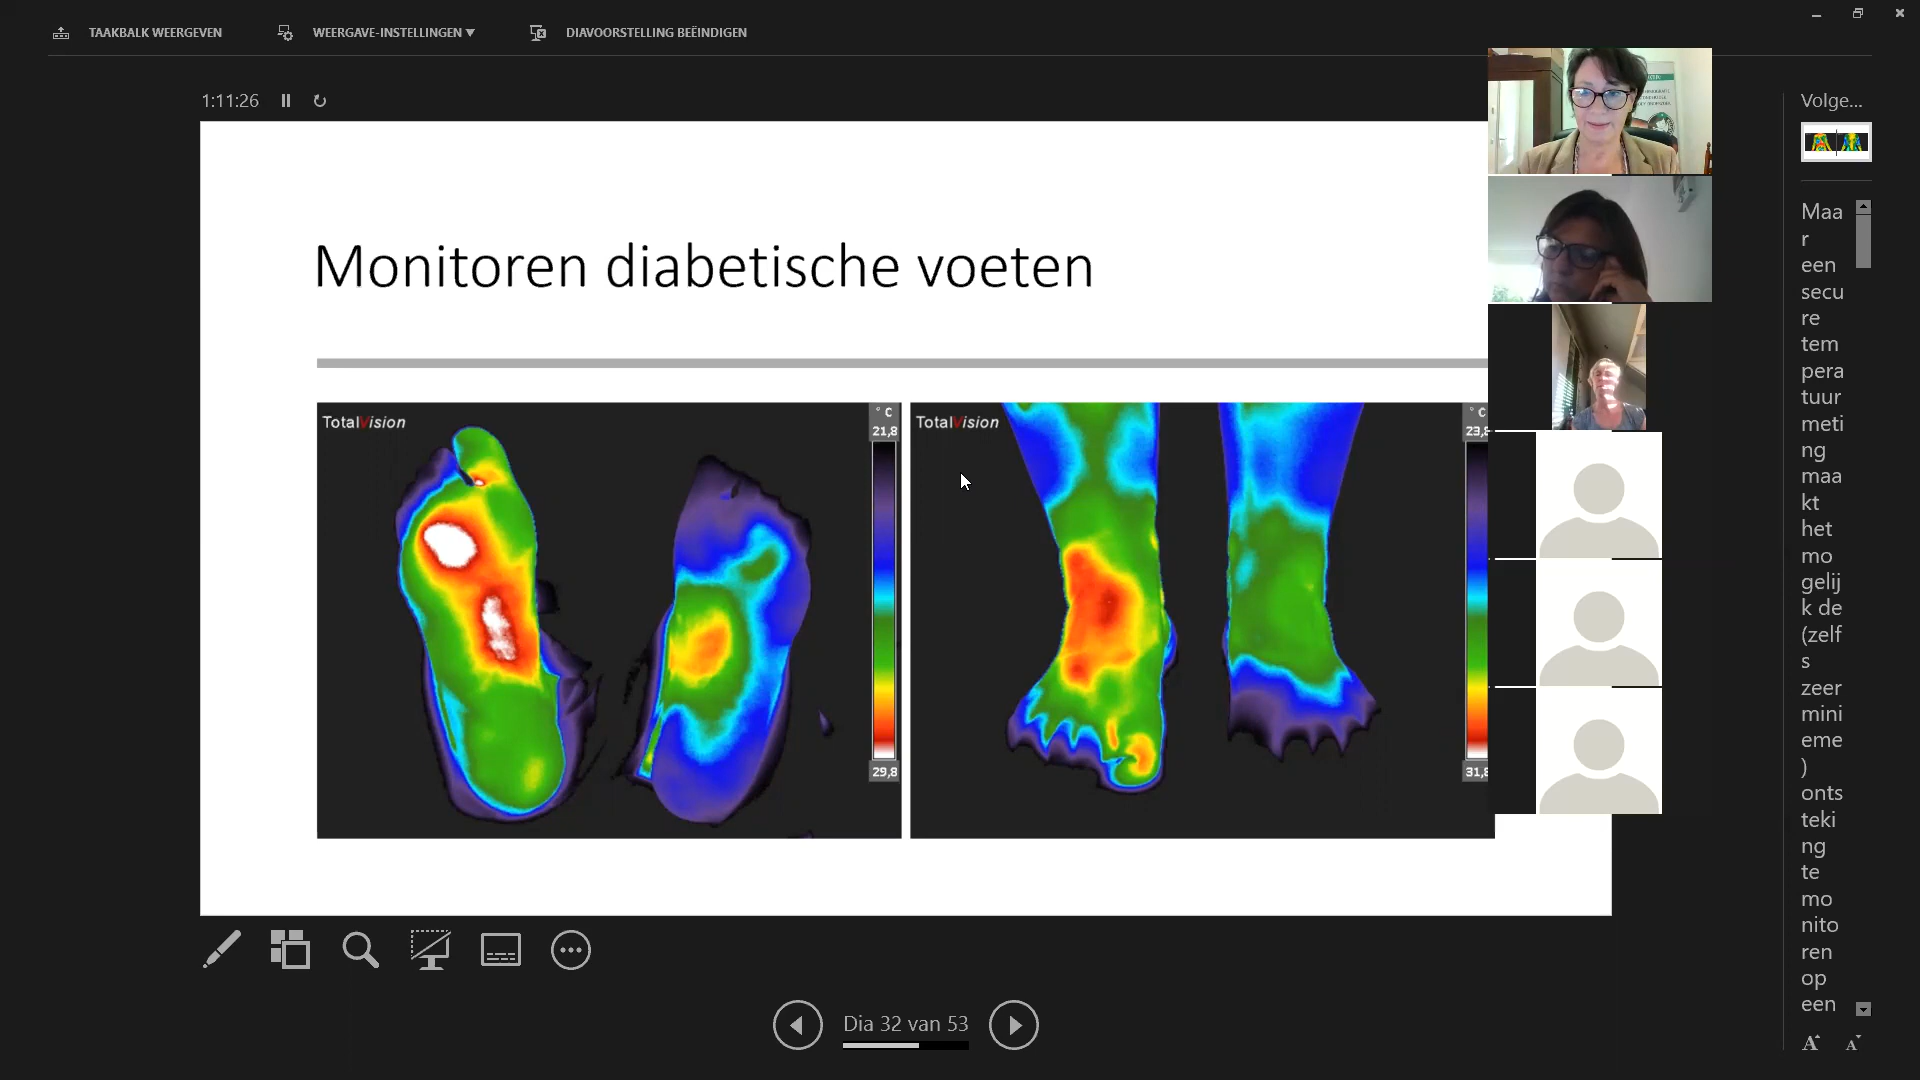 TAAKBALK WEERGEVEN
WEERGAVE-INSTELLINGEN
DIAVOORSTELLING BEËINDIGEN
1:11:26
Volge...
Monitoren diabetische voeten
TotalVision
° C
21,8
29,8
TotalVision
° C
23,8
31,8
Maa
r
een
secu
re
tem
pera
tuur
meti
ng
maa
kt
het
mo
gelij
k de
(zelf
s
zeer
mini
eme
)
onts
teki
ng
te
mo
nito
ren
op
een
Dia 32 van 53
A A